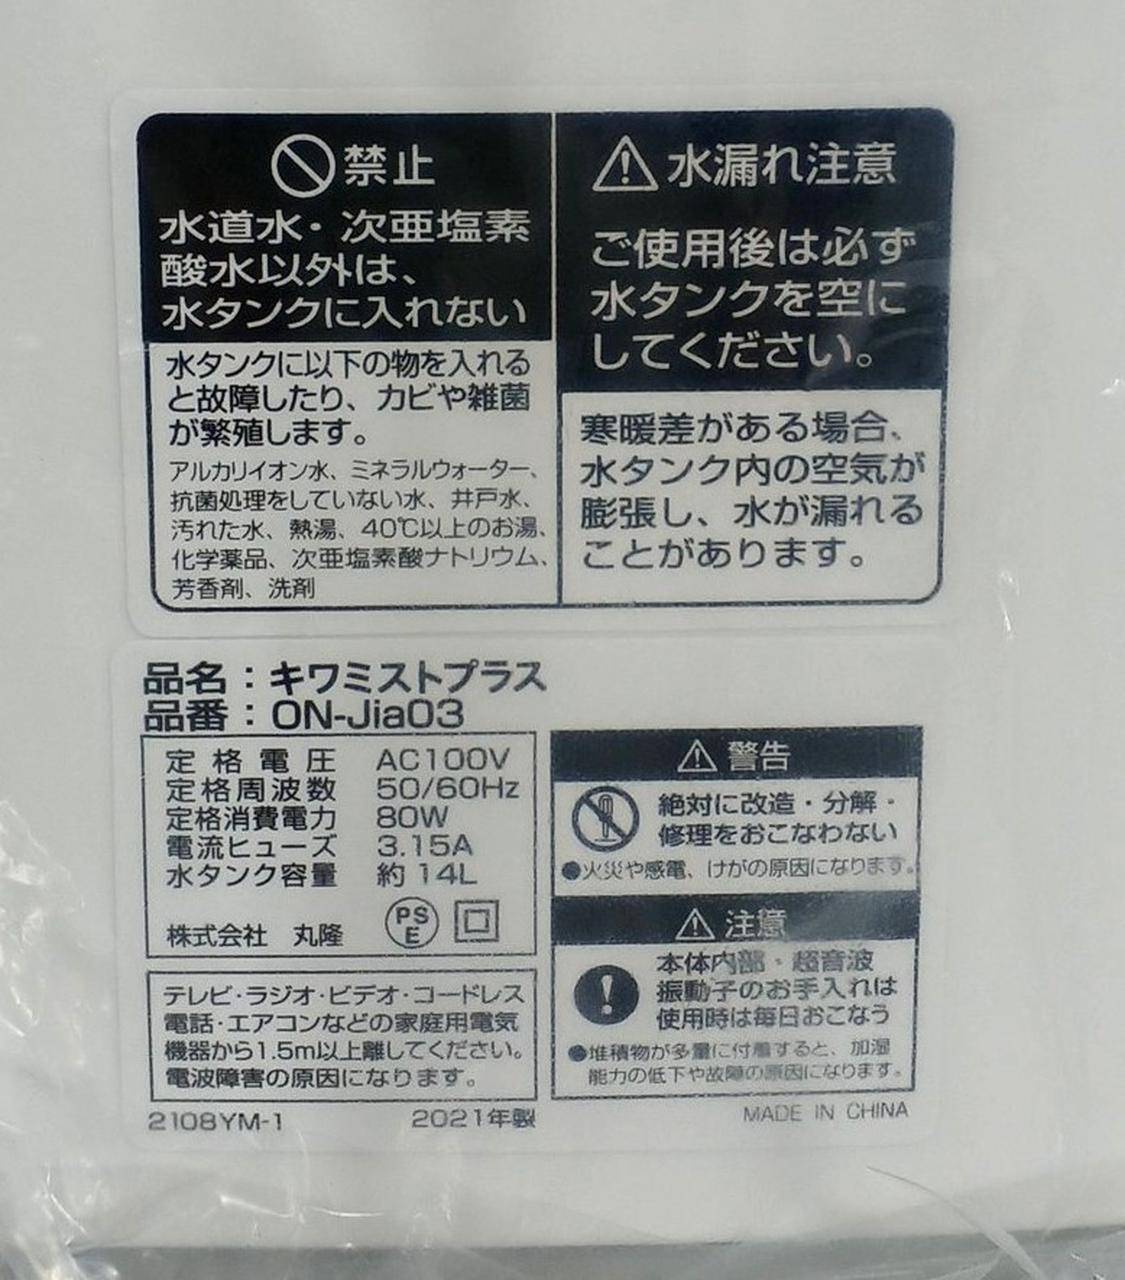 禁止
水道水・次亜塩素
酸水以外は、
水タンクに入れない
水タンクに以下の物を入れる
と故障したり、カビや雑菌
が繁殖します。
アルカリイオン水、ミネラルウォーター、
抗菌処理をしていない水、井戸水、
汚れた水、熱湯、40℃以上のお湯、
化学薬品、次亜塩素酸ナトリウム、
芳香剤、洗剤
水漏れ注意
ご使用後は必ず
水タンクを空に
してください。
寒暖差がある場合、
水タンク内の空気が
膨張し、水が漏れる
ことがあります。
品名：キワミストプラス
品番：ON-Jia03
定格電圧 AC100V
定格周波数 50/60Hz
定格消費電力 80W
電流ヒューズ 3.15A
水タンク容量 約14L
株式会社 丸隆 PSE
テレビ・ラジオ・ビデオ・コードレス
電話・エアコンなどの家庭用電気
機器から1.5m以上離してください。
電波障害の原因になります。
2108YM-1 2021年製
警告
絶対に改造・分解・
修理をおこなわない
●火災や感電、けがの原因になります。
注意
本体内部・超音波
振動子のお手入れは
使用時は毎日おこなう
●堆積物が多量に付着すると、加湿
能力の低下や故障の原因になります。
MADE IN CHINA